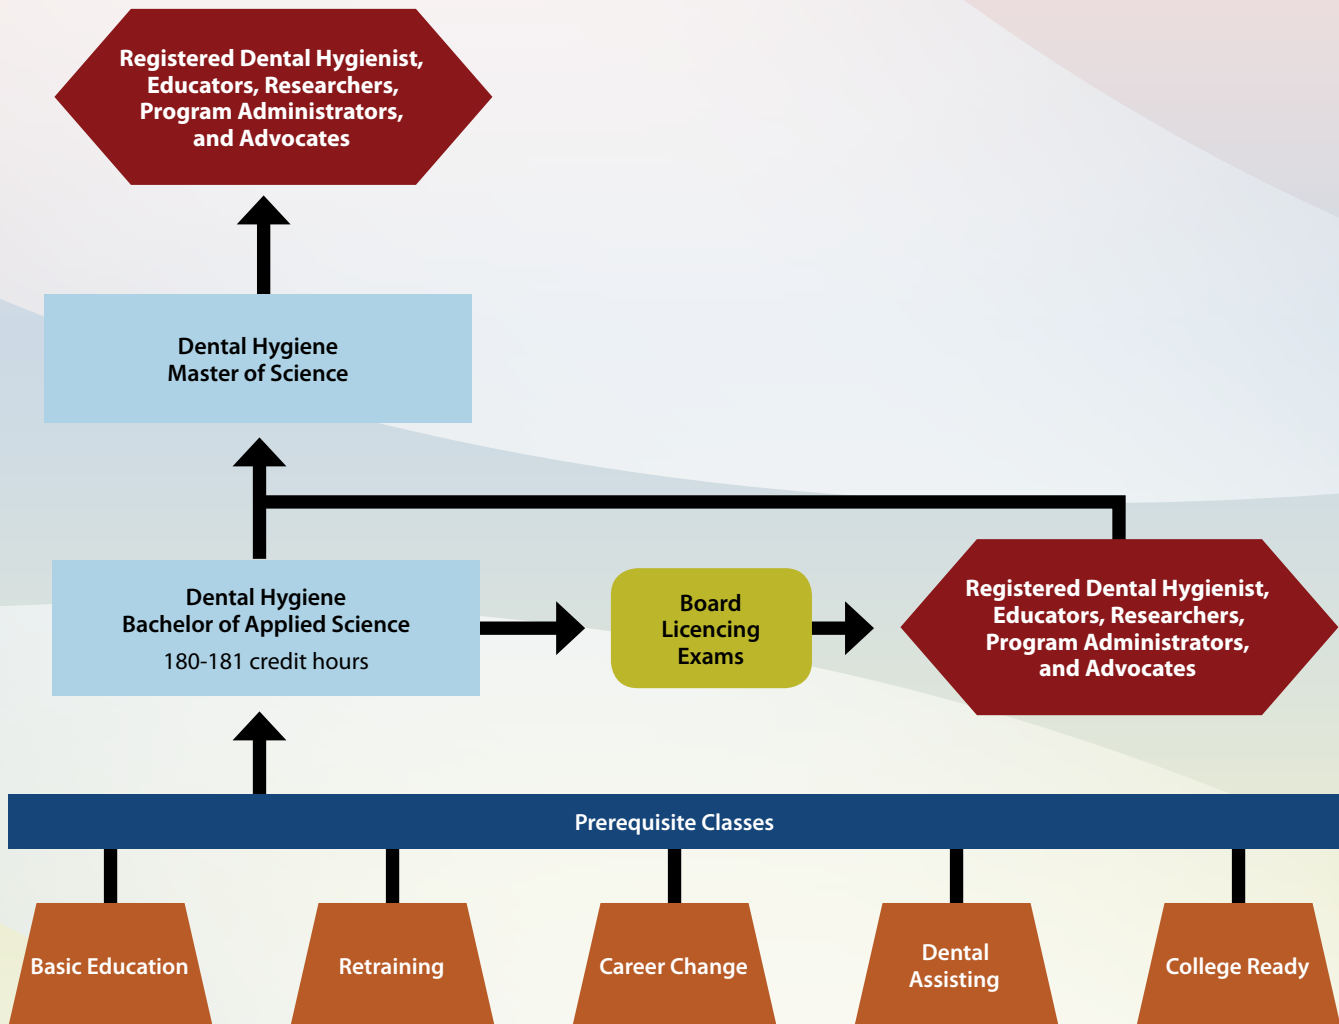 Registered Dental Hygienist,
Educators, Researchers,
Program Administrators,
and Advocates
Dental Hygiene
Master of Science
Dental Hygiene
Bachelor of Applied Science
180-181 credit hours
Board
Licencing
Exams
Registered Dental Hygienist,
Educators, Researchers,
Program Administrators,
and Advocates
Prerequisite Classes
Basic Education
Retraining
Career Change
Dental
Assisting
College Ready